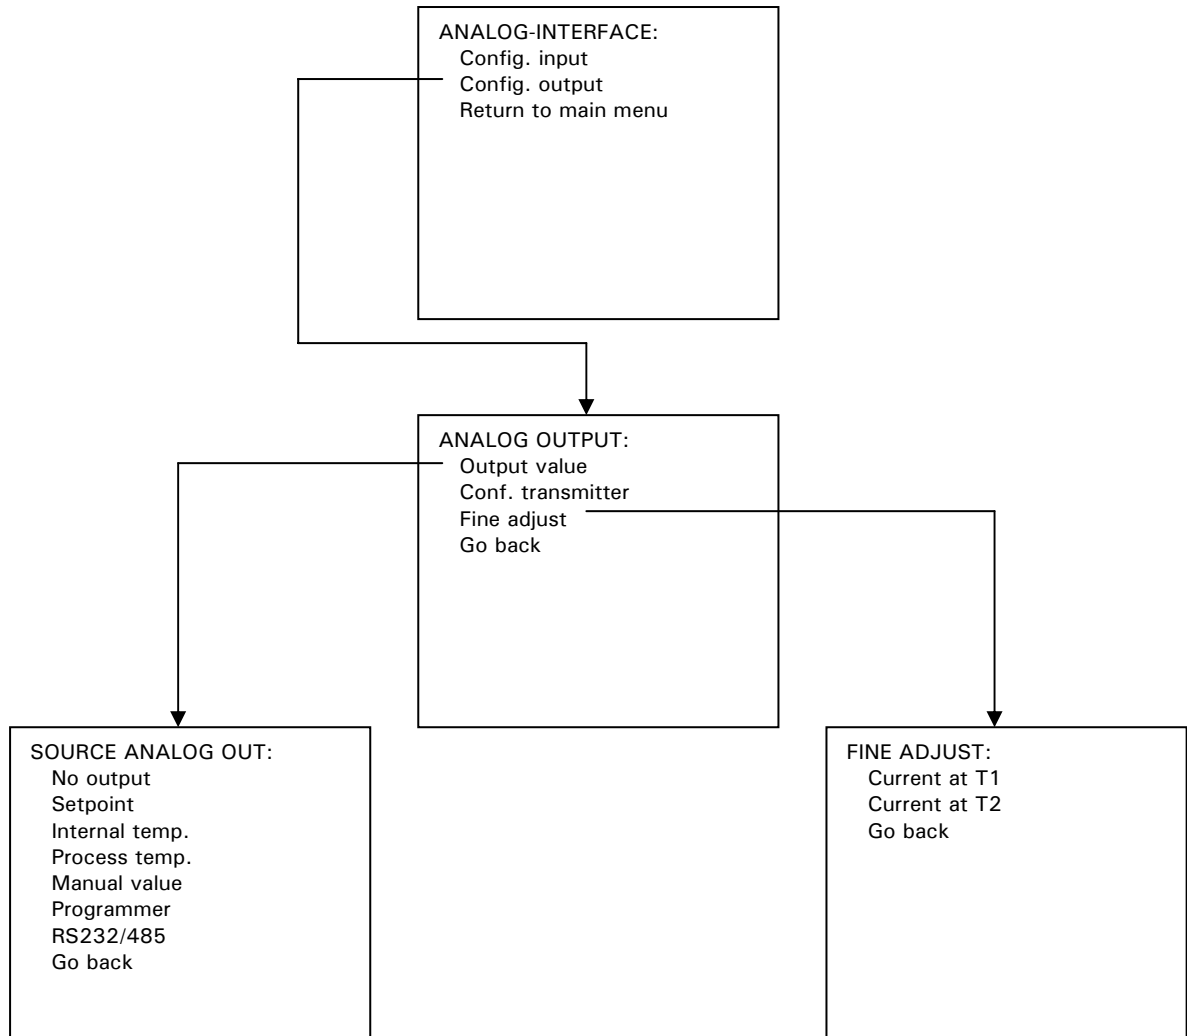 ANALOG-INTERFACE:
Config. input
Config. output
Return to main menu
ANALOG OUTPUT:
Output value
Conf. transmitter
Fine adjust
Go back
SOURCE ANALOG OUT:
No output
Setpoint
Internal temp.
Process temp.
Manual value
Programmer
RS232/485
Go back
FINE ADJUST:
Current at T1
Current at T2
Go back